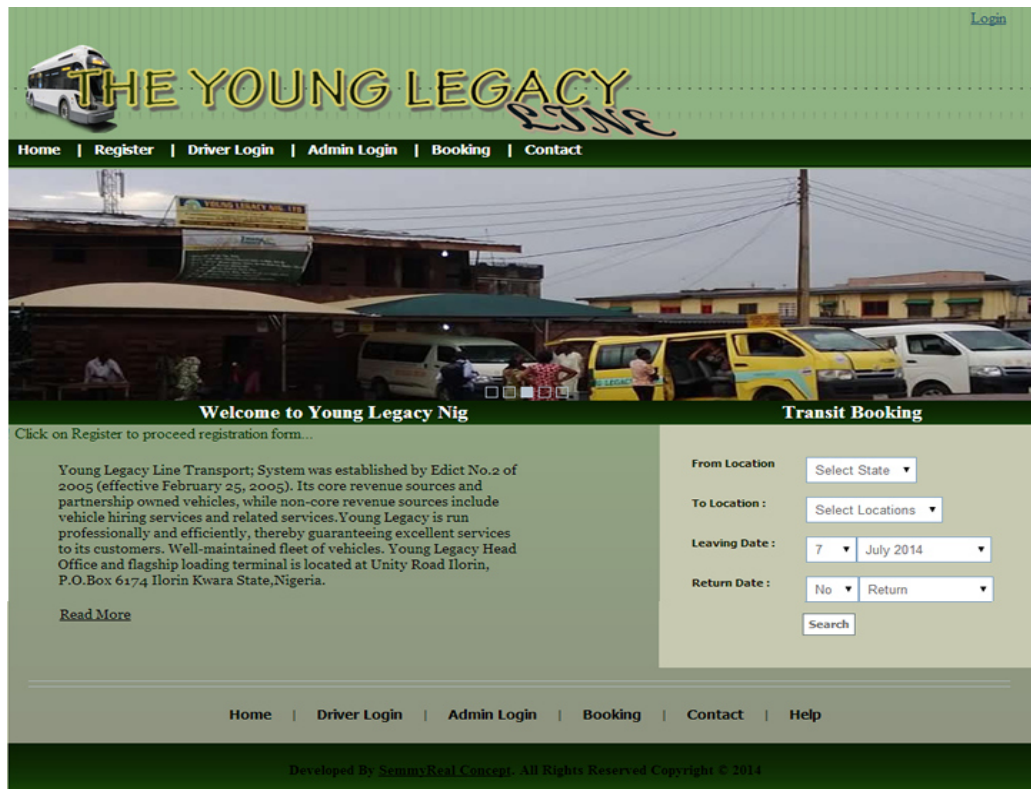 Login
THE YOUNG LEGACY
LINE
Home | Register | Driver Login | Admin Login | Booking | Contact
YOUNG LEGACY NIG. LTD
Welcome to Young Legacy Nig
Transit Booking
Click on Register to proceed registration form...
Young Legacy Line Transport; System was established by Edict No.2 of
2005 (effective February 25, 2005). Its core revenue sources and
partnership owned vehicles, while non-core revenue sources include
vehicle hiring services and related services.Young Legacy is run
professionally and efficiently, thereby guaranteeing excellent services
to its customers. Well-maintained fleet of vehicles. Young Legacy Head
Office and flagship loading terminal is located at Unity Road Ilorin,
P.O.Box 6174 Ilorin Kwara State,Nigeria.
Read More
From Location Select State
To Location : Select Locations
Leaving Date : 7 July 2014
Return Date : No Return
Search
Home | Driver Login | Admin Login | Booking | Contact | Help
Developed By SemmyReal Concept. All Rights Reserved Copyright © 2014